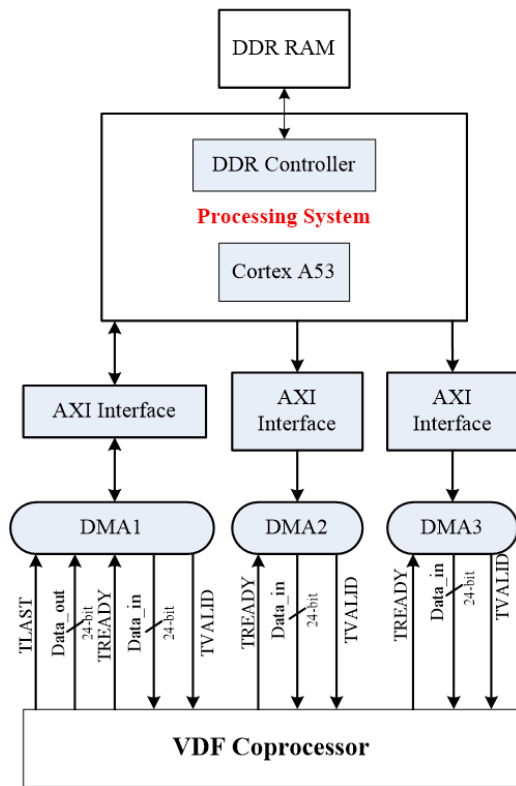 DDR RAM
DDR Controller
Processing System
Cortex A53
AXI Interface
AXI
Interface
AXI
Interface
DMA1
DMA2
DMA3
TLAST
Data_out
24-bit
TREADY
Data_in
24-bit
TVALID
TREADY
Data_in
24-bit
TVALID
TREADY
Data_in
24-bit
TVALID
VDF Coprocessor